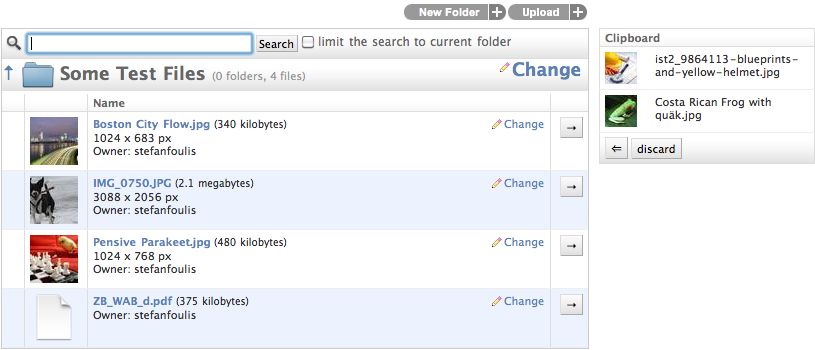 New Folder + Upload +
Search limit the search to current folder
↑ Some Test Files (0 folders, 4 files) Change
Name
Boston City Flow.jpg (340 kilobytes) Change →
1024 x 683 px
Owner: stefanfoulis
IMG_0750.JPG (2.1 megabytes) Change →
3088 x 2056 px
Owner: stefanfoulis
Pensive Parakeet.jpg (480 kilobytes) Change →
1024 x 768 px
Owner: stefanfoulis
ZB_WAB_d.pdf (375 kilobytes) Change →
Owner: stefanfoulis
Clipboard
ist2_9864113-blueprints-
and-yellow-helmet.jpg
Costa Rican Frog with
quäk.jpg
⇐ discard